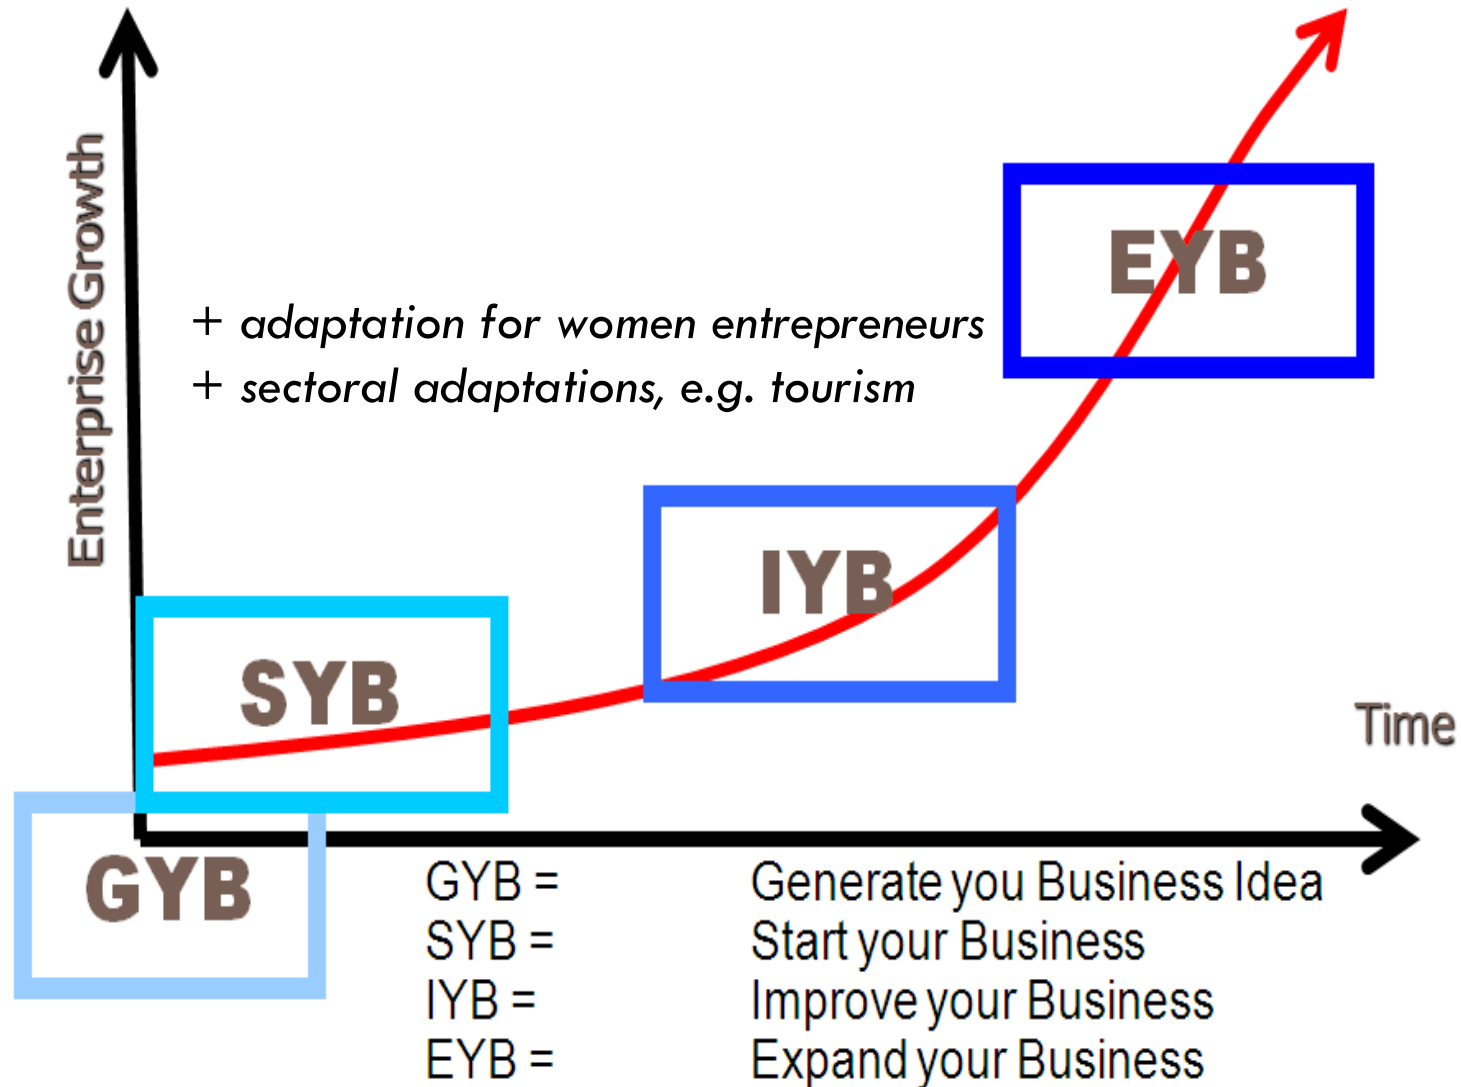 Enterprise Growth
+ adaptation for women entrepreneurs
+ sectoral adaptations, e.g. tourism
EYB
IYB
SYB
Time
GYB
GYB = Generate you Business Idea
SYB = Start your Business
IYB = Improve your Business
EYB = Expand your Business